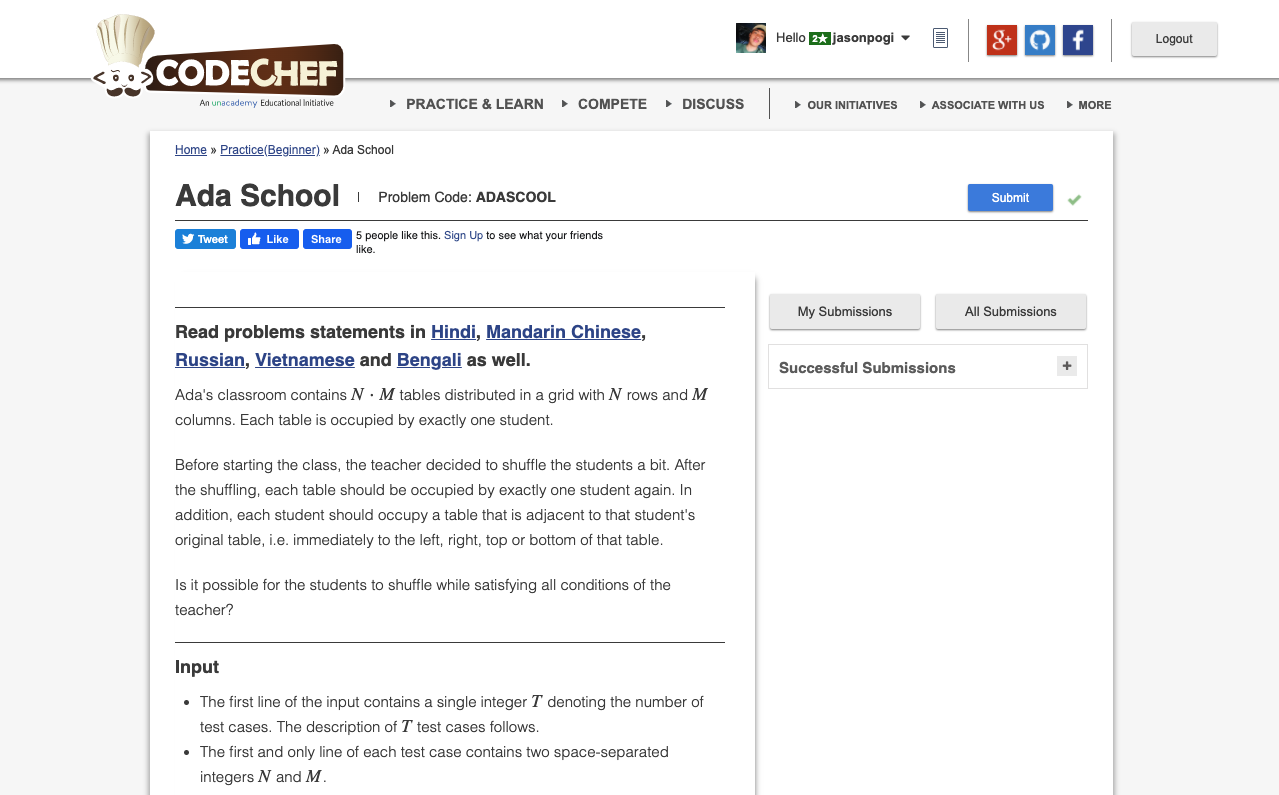 CODECHEF
An unacademy Educational Initiative
Hello 2★ jasonpogi
Logout
PRACTICE & LEARN COMPETE DISCUSS OUR INITIATIVES ASSOCIATE WITH US MORE
Home » Practice(Beginner) » Ada School
Ada School Problem Code: ADASCOOL Submit
Tweet Like Share 5 people like this. Sign Up to see what your friends
like.
My Submissions All Submissions
Successful Submissions +
Read problems statements in Hindi, Mandarin Chinese,
Russian, Vietnamese and Bengali as well.
Ada's classroom contains N · M tables distributed in a grid with N rows and M
columns. Each table is occupied by exactly one student.
Before starting the class, the teacher decided to shuffle the students a bit. After
the shuffling, each table should be occupied by exactly one student again. In
addition, each student should occupy a table that is adjacent to that student's
original table, i.e. immediately to the left, right, top or bottom of that table.
Is it possible for the students to shuffle while satisfying all conditions of the
teacher?
Input
• The first line of the input contains a single integer T denoting the number of
test cases. The description of T test cases follows.
• The first and only line of each test case contains two space-separated
integers N and M.